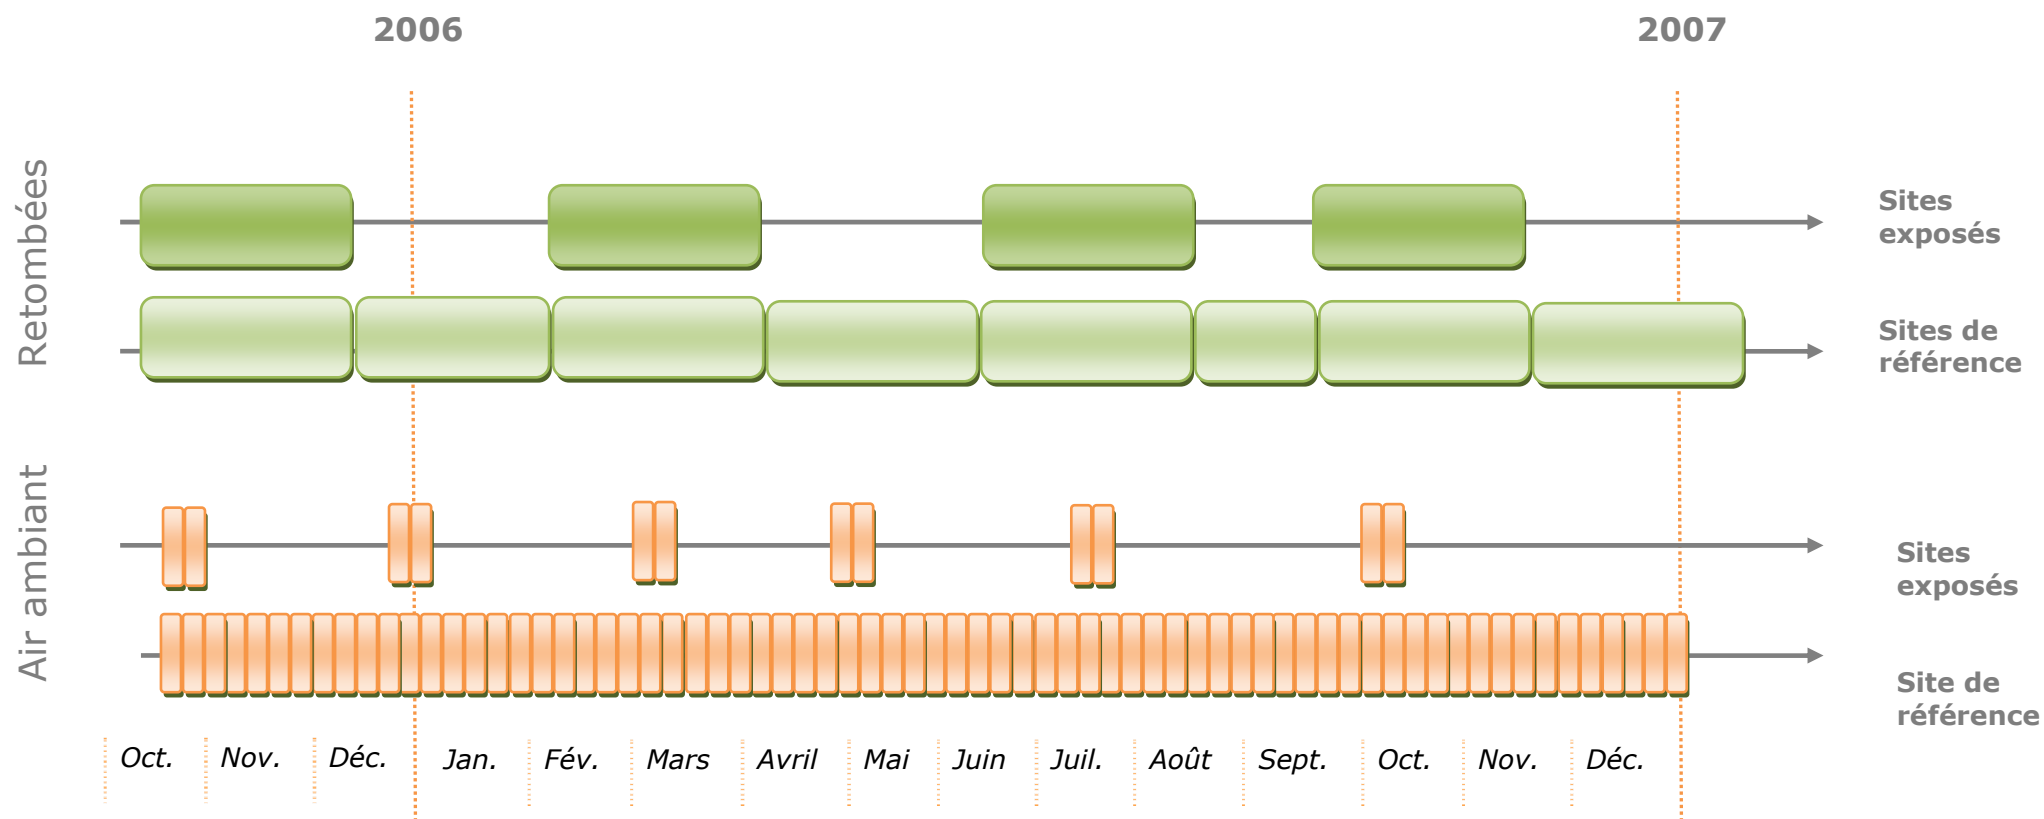 2006
2007
Retombées
Sites
exposés
Sites de
référence
Air ambiant
Sites
exposés
Site de
référence
Oct.
Nov.
Déc.
Jan.
Fév.
Mars
Avril
Mai
Juin
Juil.
Août
Sept.
Oct.
Nov.
Déc.